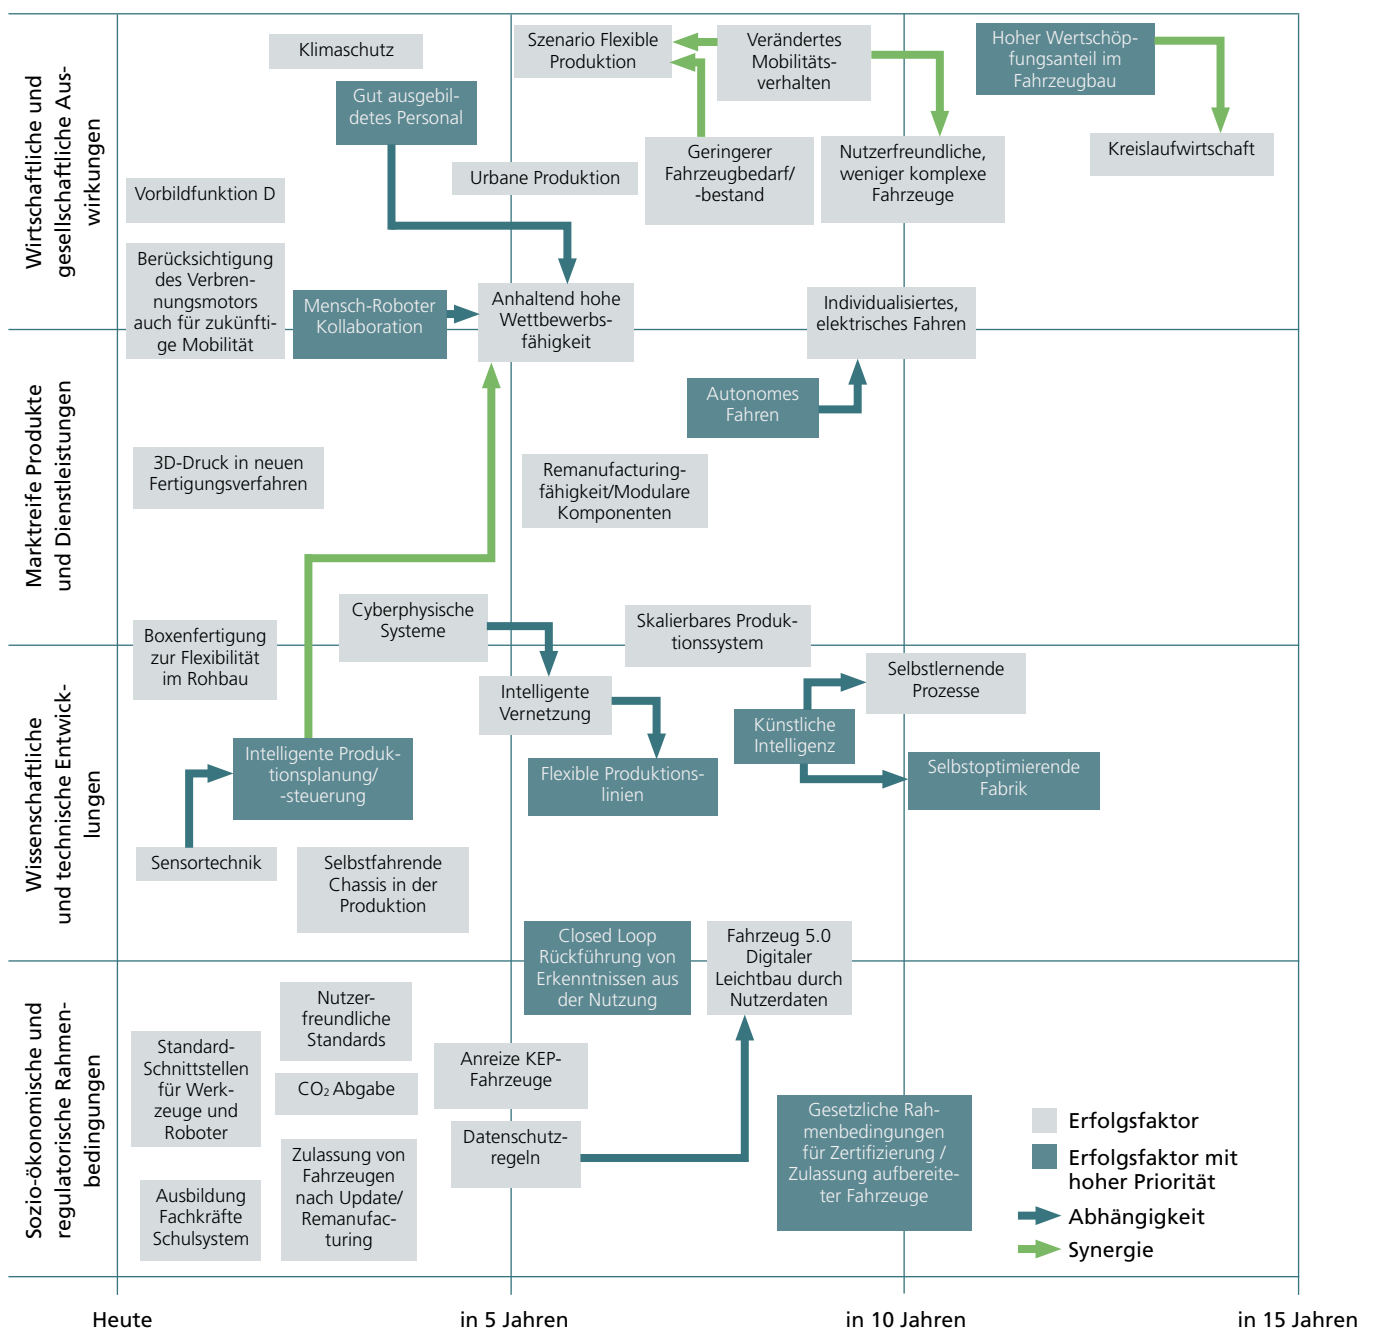 Wirtschaftliche und
gesellschaftliche Aus-
wirkungen
Klimaschutz
Gut ausgebil-
detes Personal
Szenario Flexible
Produktion
Verändertes
Mobilitäts-
verhalten
Hoher Wertschöp-
fungsanteil im
Fahrzeugbau
Vorbildfunktion D
Urbane Produktion
Geringerer
Fahrzeugbedarf/
-bestand
Nutzerfreundliche,
weniger komplexe
Fahrzeuge
Kreislaufwirtschaft
Berücksichtigung
des Verbren-
nungsmotors
auch für zukünfti-
ge Mobilität
Mensch-Roboter
Kollaboration
Anhaltend hohe
Wettbewerbs-
fähigkeit
Individualisiertes,
elektrisches Fahren
Marktreife Produkte
und Dienstleistungen
Autonomes
Fahren
3D-Druck in neuen
Fertigungsverfahren
Remanufacturing-
fähigkeit/Modulare
Komponenten
Boxenfertigung
zur Flexibilität
im Rohbau
Cyberphysische
Systeme
Skalierbares Produk-
tionssystem
Wissenschaftliche
und technische Entwick-
lungen
Intelligente
Vernetzung
Selbstlernende
Prozesse
Künstliche
Intelligenz
Intelligente Produk-
tionsplanung/
-steuerung
Flexible Produktions-
linien
Selbstoptimierende
Fabrik
Sensortechnik
Selbstfahrende
Chassis in der
Produktion
Closed Loop
Rückführung von
Erkenntnissen aus
der Nutzung
Fahrzeug 5.0
Digitaler
Leichtbau durch
Nutzerdaten
Sozio-ökonomische und
regulatorische Rahmen-
bedingungen
Nutzer-
freundliche
Standards
Standard-
Schnittstellen
für Werk-
zeuge und
Roboter
CO2 Abgabe
Anreize KEP-
Fahrzeuge
Datenschutz-
regeln
Zulassung von
Fahrzeugen
nach Update/
Remanufac-
turing
Ausbildung
Fachkräfte
Schulsystem
Gesetzliche Rah-
menbedingungen
für Zertifizierung /
Zulassung aufbereite-
ter Fahrzeuge
Erfolgsfaktor
Erfolgsfaktor mit
hoher Priorität
Abhängigkeit
Synergie
Heute
in 5 Jahren
in 10 Jahren
in 15 Jahren